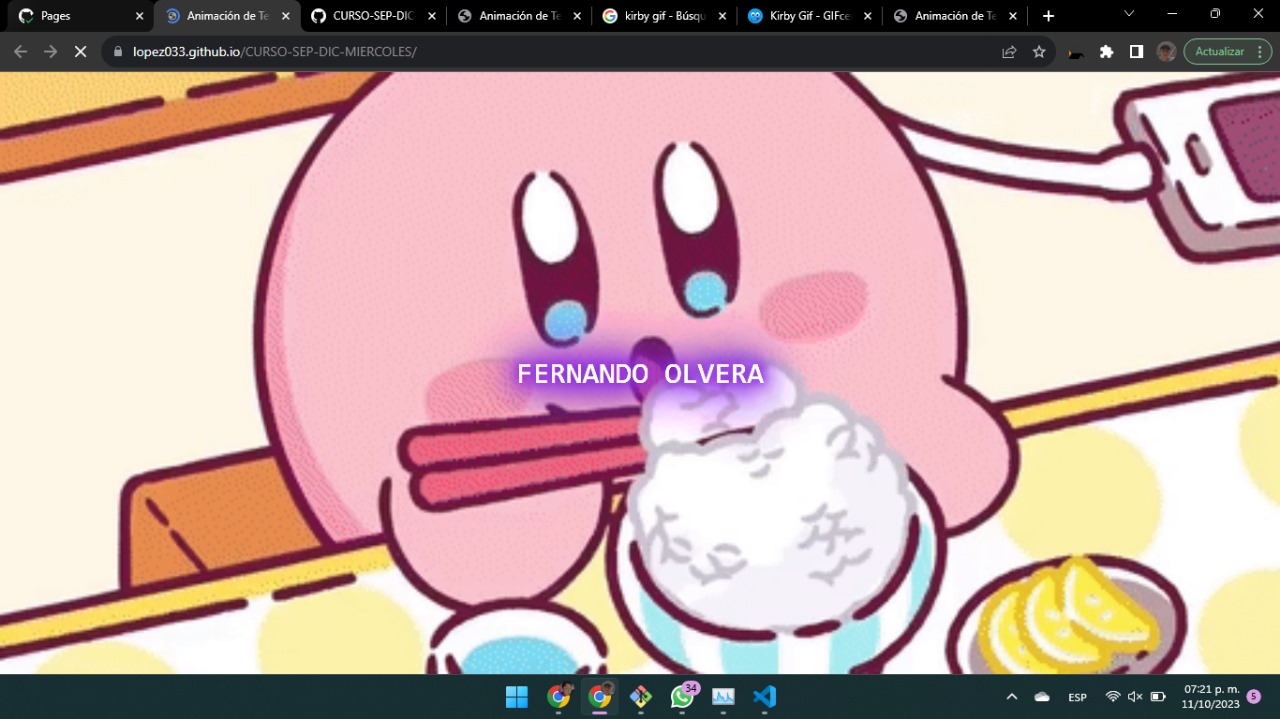 Pages
Animación de Te
CURSO-SEP-DIC
Animación de Te
kirby gif - Búsqu
Kirby Gif - GIFce
Animación de Te
lopez033.github.io/CURSO-SEP-DIC-MIERCOLES/
Actualizar
FERNANDO OLVERA
34
ESP
07:21 p. m.
11/10/2023
5